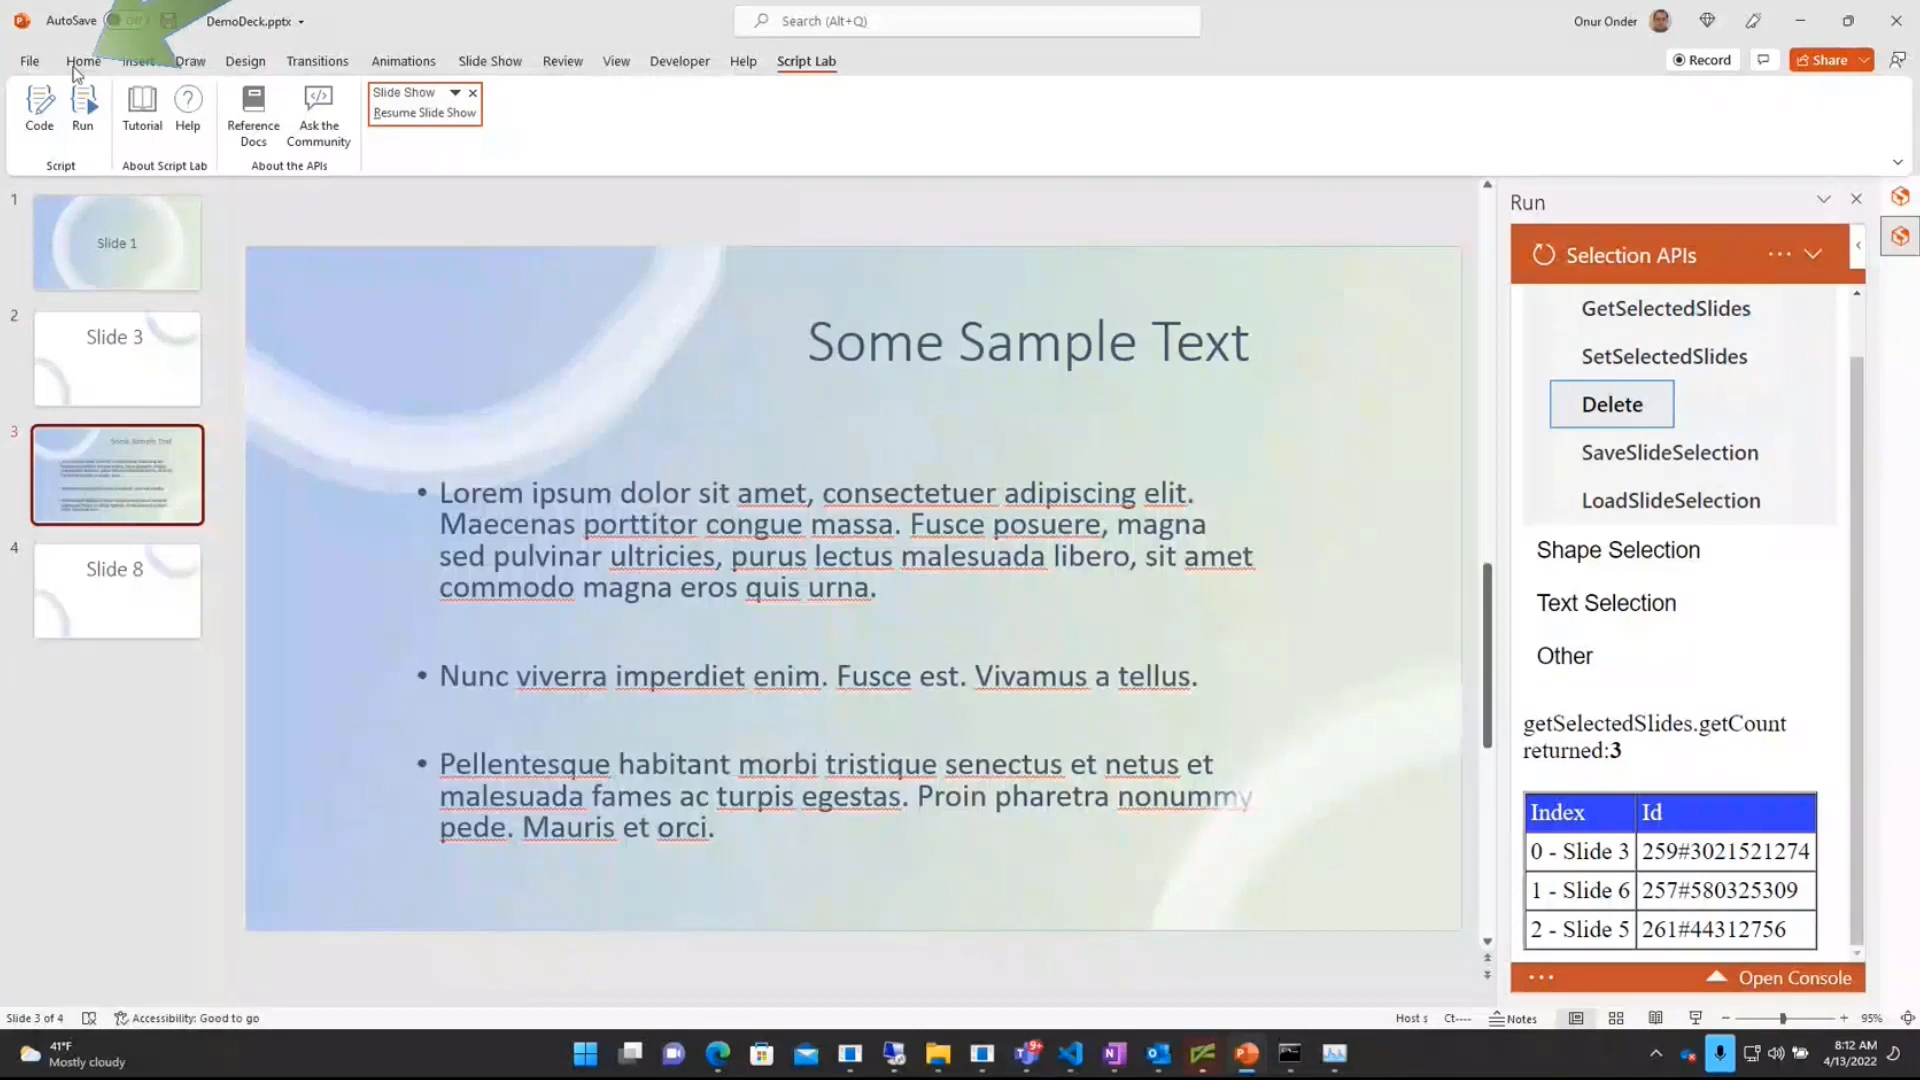 AutoSave Off DemoDeck.pptx Search (Alt+Q) Onur Onder
File Home Insert Draw Design Transitions Animations Slide Show Review View Developer Help Script Lab Record Share
Slide Show
Resume Slide Show
Code Run Tutorial Help Reference Docs Ask the Community
Script About Script Lab About the APIs
1
Slide 1
2
Slide 3
3
Some Sample Text
4
Slide 8
Some Sample Text
• Lorem ipsum dolor sit amet, consectetuer adipiscing elit.
Maecenas porttitor congue massa. Fusce posuere, magna
sed pulvinar ultricies, purus lectus malesuada libero, sit amet
commodo magna eros quis urna.
• Nunc viverra imperdiet enim. Fusce est. Vivamus a tellus.
• Pellentesque habitant morbi tristique senectus et netus et
malesuada fames ac turpis egestas. Proin pharetra nonummy
pede. Mauris et orci.
Run
Selection APIs
GetSelectedSlides
SetSelectedSlides
Delete
SaveSlideSelection
LoadSlideSelection
Shape Selection
Text Selection
Other
getSelectedSlides.getCount
returned:3
Index Id
0 - Slide 3 259#3021521274
1 - Slide 6 257#580325309
2 - Slide 5 261#44312756
Open Console
Slide 3 of 4 Accessibility: Good to go Host s Ct---- Notes 95%
41°F
Mostly cloudy
9+
8:12 AM
4/13/2022